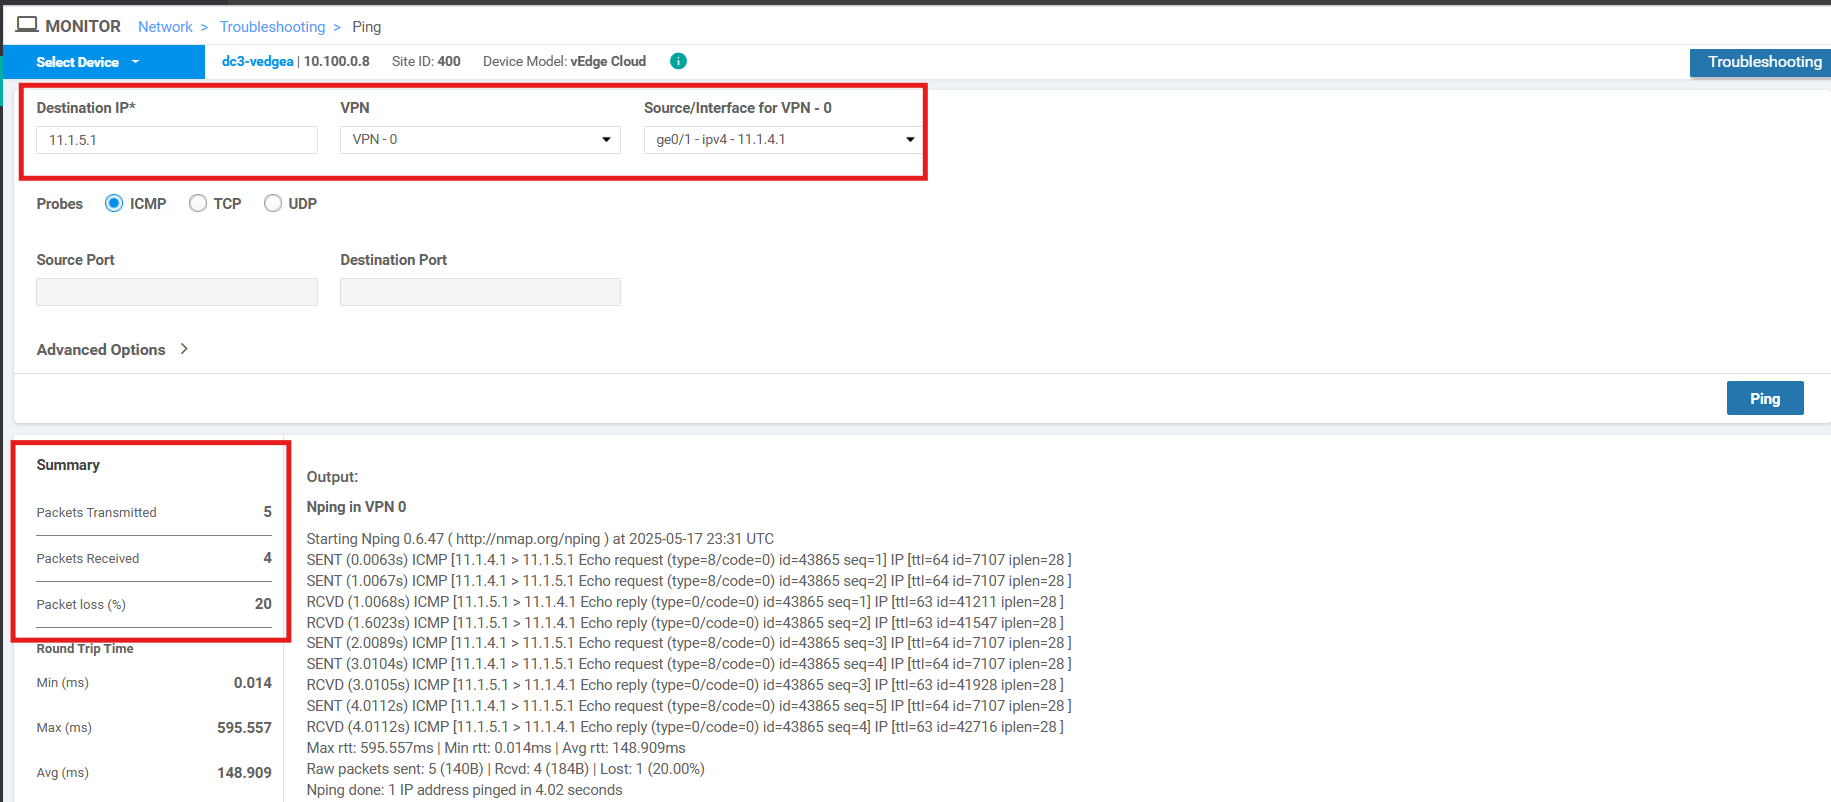 MONITOR Network > Troubleshooting > Ping
Select Device dc3-vedgea | 10.100.0.8 Site ID: 400 Device Model: vEdge Cloud i Troubleshooting
Destination IP* VPN Source/Interface for VPN - 0
11.1.5.1 VPN - 0 ge0/1 - ipv4 - 11.1.4.1
Probes ICMP TCP UDP
Source Port Destination Port
Advanced Options >
Ping
Summary
Packets Transmitted 5
Packets Received 4
Packet loss (%) 20
Round Trip Time
Min (ms) 0.014
Max (ms) 595.557
Avg (ms) 148.909
Output:
Nping in VPN 0
Starting Nping 0.6.47 ( http://nmap.org/nping ) at 2025-05-17 23:31 UTC
SENT (0.0063s) ICMP [11.1.4.1 > 11.1.5.1 Echo request (type=8/code=0) id=43865 seq=1] IP [ttl=64 id=7107 iplen=28 ]
SENT (1.0067s) ICMP [11.1.4.1 > 11.1.5.1 Echo request (type=8/code=0) id=43865 seq=2] IP [ttl=64 id=7107 iplen=28 ]
RCVD (1.0068s) ICMP [11.1.5.1 > 11.1.4.1 Echo reply (type=0/code=0) id=43865 seq=1] IP [ttl=63 id=41211 iplen=28 ]
RCVD (1.6023s) ICMP [11.1.5.1 > 11.1.4.1 Echo reply (type=0/code=0) id=43865 seq=2] IP [ttl=63 id=41547 iplen=28 ]
SENT (2.0089s) ICMP [11.1.4.1 > 11.1.5.1 Echo request (type=8/code=0) id=43865 seq=3] IP [ttl=64 id=7107 iplen=28 ]
SENT (3.0104s) ICMP [11.1.4.1 > 11.1.5.1 Echo request (type=8/code=0) id=43865 seq=4] IP [ttl=64 id=7107 iplen=28 ]
RCVD (3.0105s) ICMP [11.1.5.1 > 11.1.4.1 Echo reply (type=0/code=0) id=43865 seq=3] IP [ttl=63 id=41928 iplen=28 ]
SENT (4.0112s) ICMP [11.1.4.1 > 11.1.5.1 Echo request (type=8/code=0) id=43865 seq=5] IP [ttl=64 id=7107 iplen=28 ]
RCVD (4.0112s) ICMP [11.1.5.1 > 11.1.4.1 Echo reply (type=0/code=0) id=43865 seq=4] IP [ttl=63 id=42716 iplen=28 ]
Max rtt: 595.557ms | Min rtt: 0.014ms | Avg rtt: 148.909ms
Raw packets sent: 5 (140B) | Rcvd: 4 (184B) | Lost: 1 (20.00%)
Nping done: 1 IP address pinged in 4.02 seconds